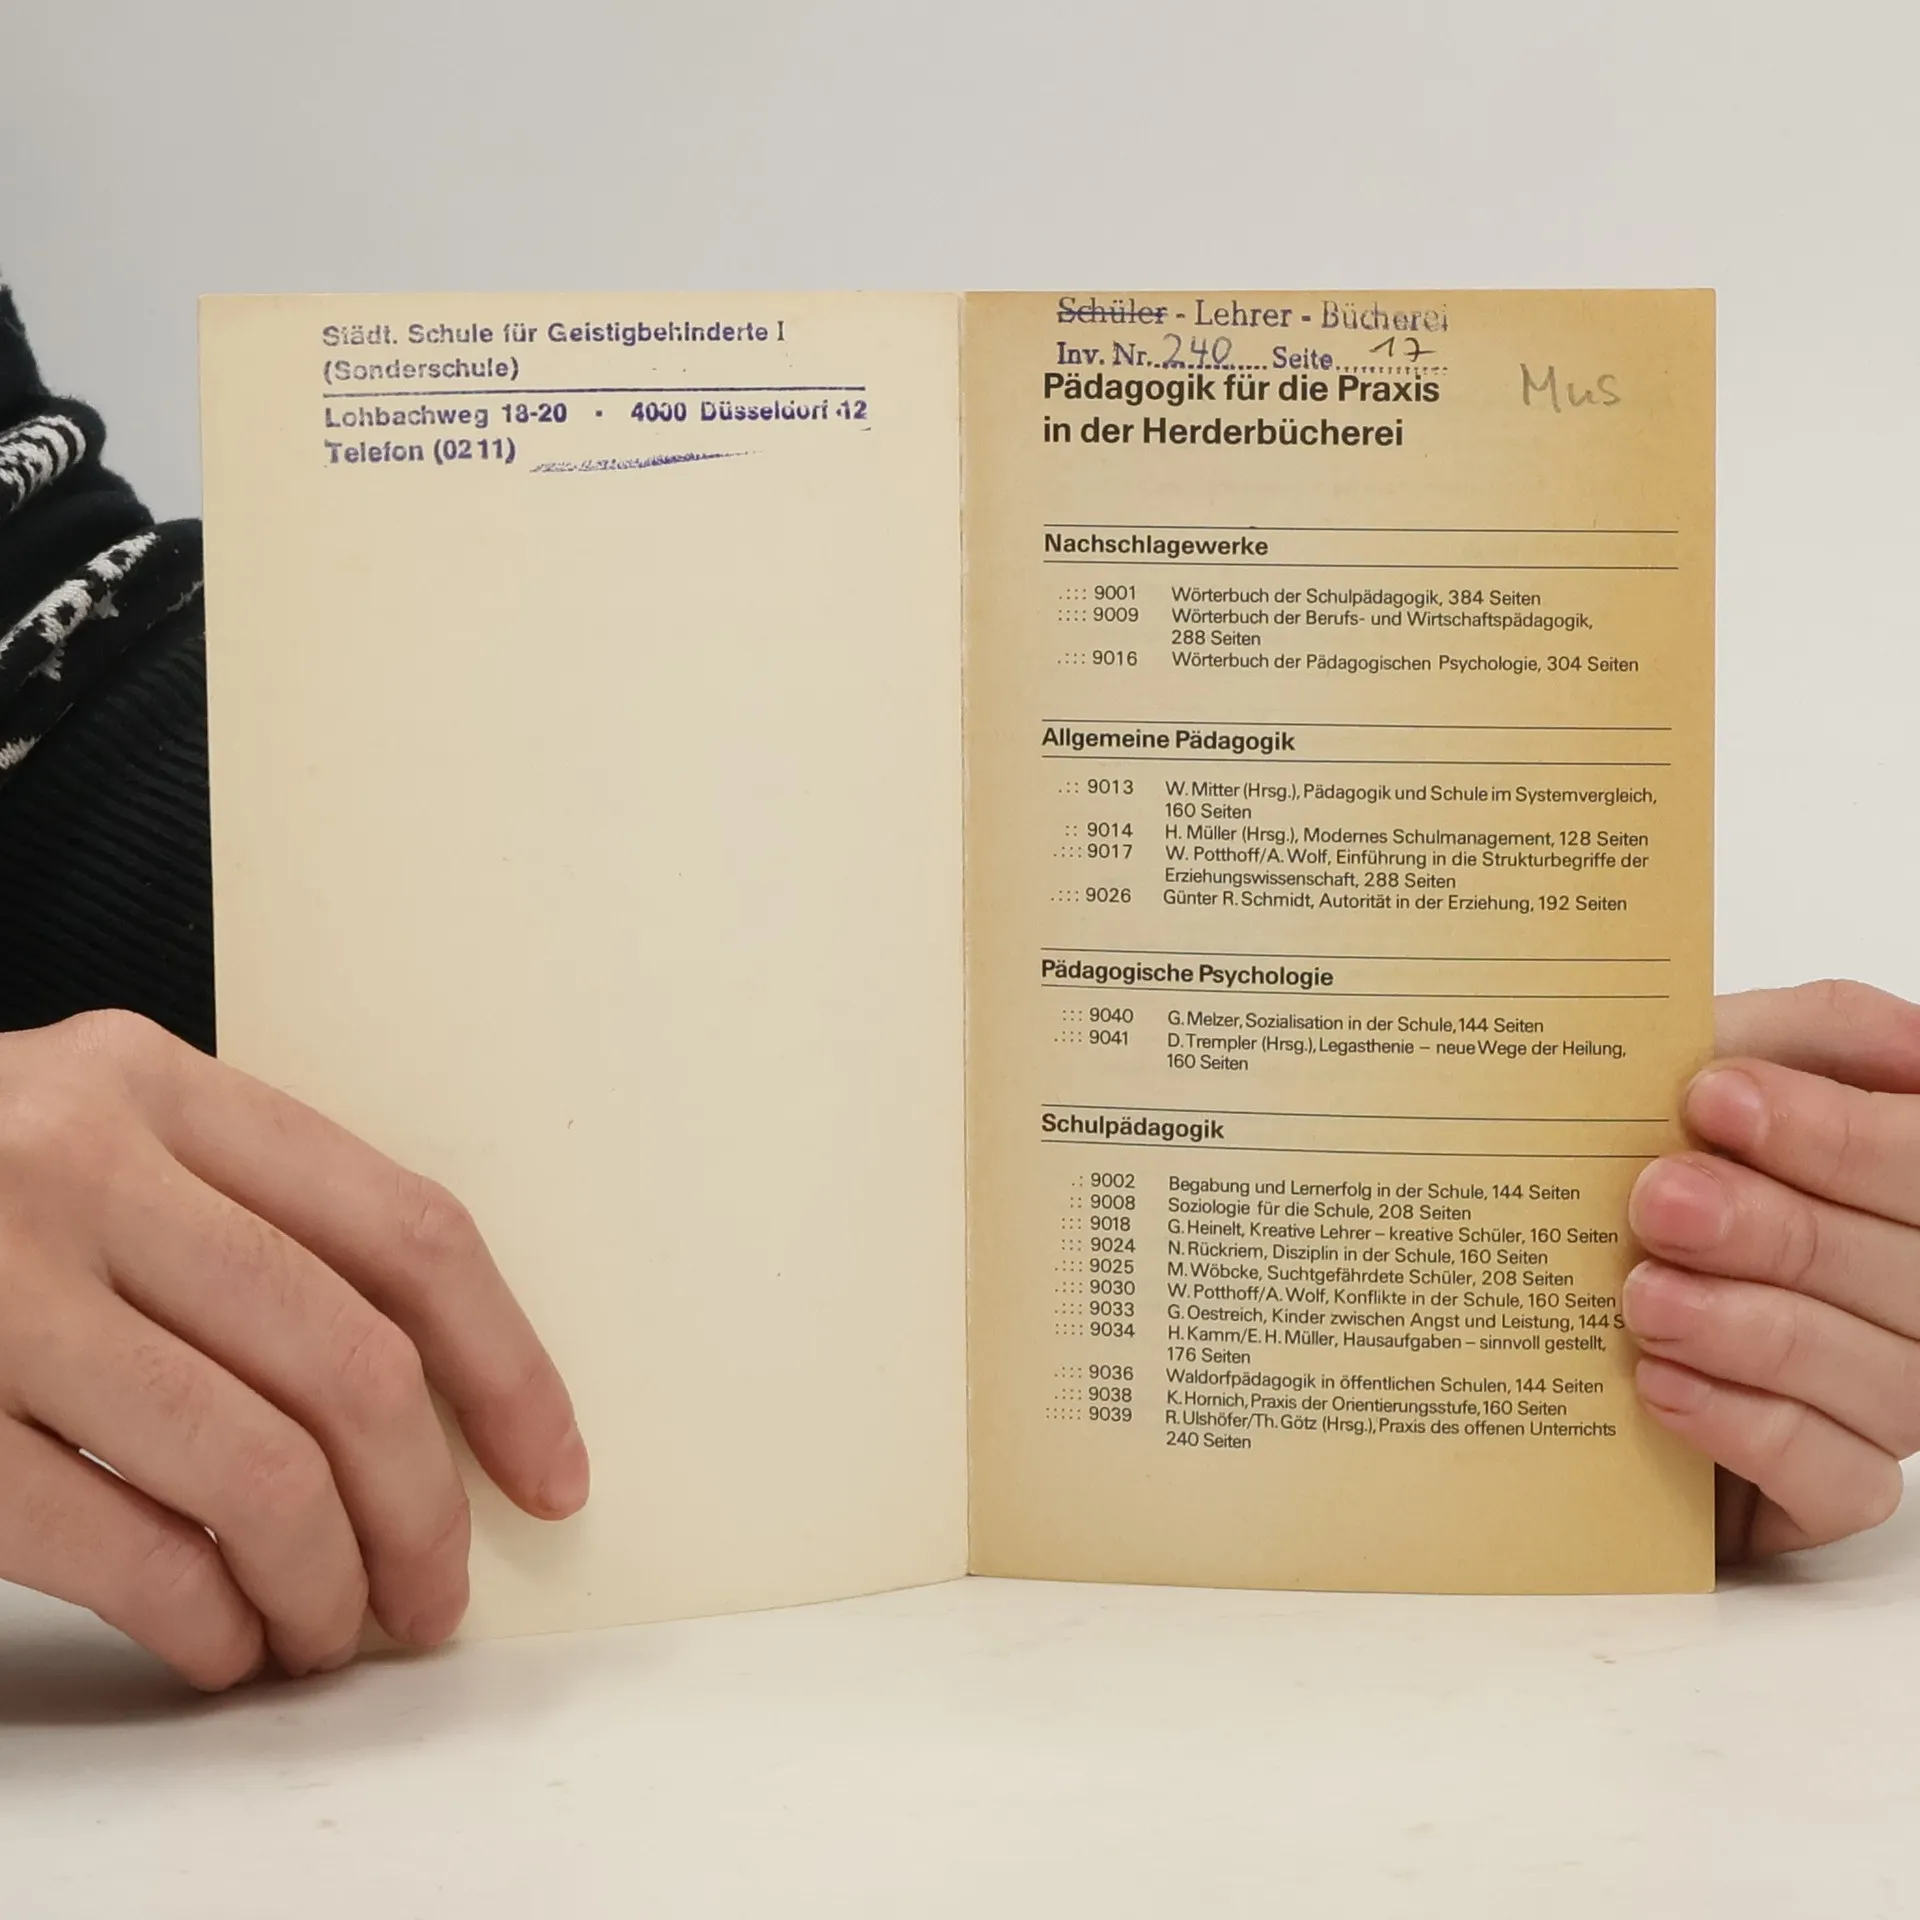 Städt. Schule für Geistigbehinderte I
(Sonderschule)
Lohbachweg 18-20 • 4000 Düsseldorf 12
Telefon (0211)
Schüler - Lehrer - Bücherei
Inv. Nr. 240 Seite 17
Mus
Pädagogik für die Praxis
in der Herderbücherei
Nachschlagewerke
.::: 9001 Wörterbuch der Schulpädagogik, 384 Seiten
:::: 9009 Wörterbuch der Berufs- und Wirtschaftspädagogik,
288 Seiten
.::: 9016 Wörterbuch der Pädagogischen Psychologie, 304 Seiten
Allgemeine Pädagogik
.:: 9013 W. Mitter (Hrsg.), Pädagogik und Schule im Systemvergleich,
160 Seiten
:: 9014 H. Müller (Hrsg.), Modernes Schulmanagement, 128 Seiten
.::: 9017 W. Potthoff/A. Wolf, Einführung in die Strukturbegriffe der
Erziehungswissenschaft, 288 Seiten
.::: 9026 Günter R. Schmidt, Autorität in der Erziehung, 192 Seiten
Pädagogische Psychologie
::: 9040 G. Melzer, Sozialisation in der Schule, 144 Seiten
.::: 9041 D. Trempler (Hrsg.), Legasthenie – neue Wege der Heilung,
160 Seiten
Schulpädagogik
.: 9002 Begabung und Lernerfolg in der Schule, 144 Seiten
:: 9008 Soziologie für die Schule, 208 Seiten
::: 9018 G. Heinelt, Kreative Lehrer – kreative Schüler, 160 Seiten
::: 9024 N. Rückriem, Disziplin in der Schule, 160 Seiten
.::: 9025 M. Wöbcke, Suchtgefährdete Schüler, 208 Seiten
.::: 9030 W. Potthoff/A. Wolf, Konflikte in der Schule, 160 Seiten
.::: 9033 G. Oestreich, Kinder zwischen Angst und Leistung, 144 S
:::: 9034 H. Kamm/E. H. Müller, Hausaufgaben – sinnvoll gestellt,
176 Seiten
.::: 9036 Waldorfpädagogik in öffentlichen Schulen, 144 Seiten
.::: 9038 K. Hornich, Praxis der Orientierungsstufe, 160 Seiten
::::: 9039 R. Ulshöfer/Th. Götz (Hrsg.), Praxis des offenen Unterrichts
240 Seiten